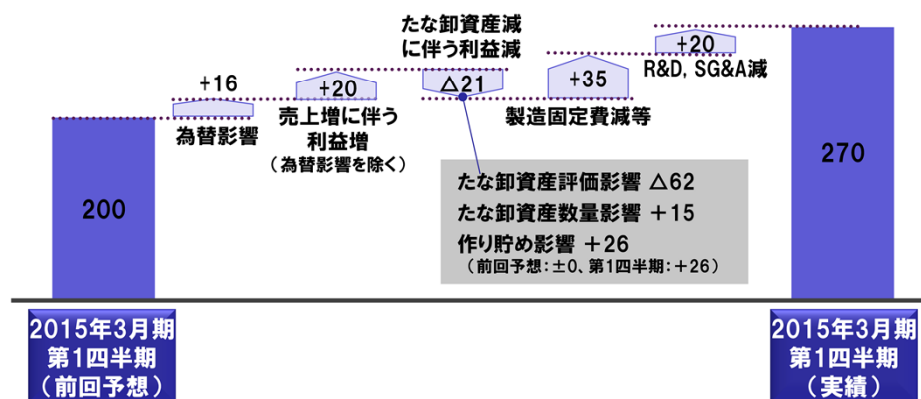 たな卸資産減
に伴う利益減
+16
+20
△21
+35
+20
R&D, SG&A減
為替影響
売上増に伴う
利益増
（為替影響を除く）
製造固定費減等
200
270
たな卸資産評価影響 △62
たな卸資産数量影響 +15
作り貯め影響 +26
（前回予想：±0、第1四半期：+26）
2015年3月期
第1四半期
（前回予想）
2015年3月期
第1四半期
（実績）